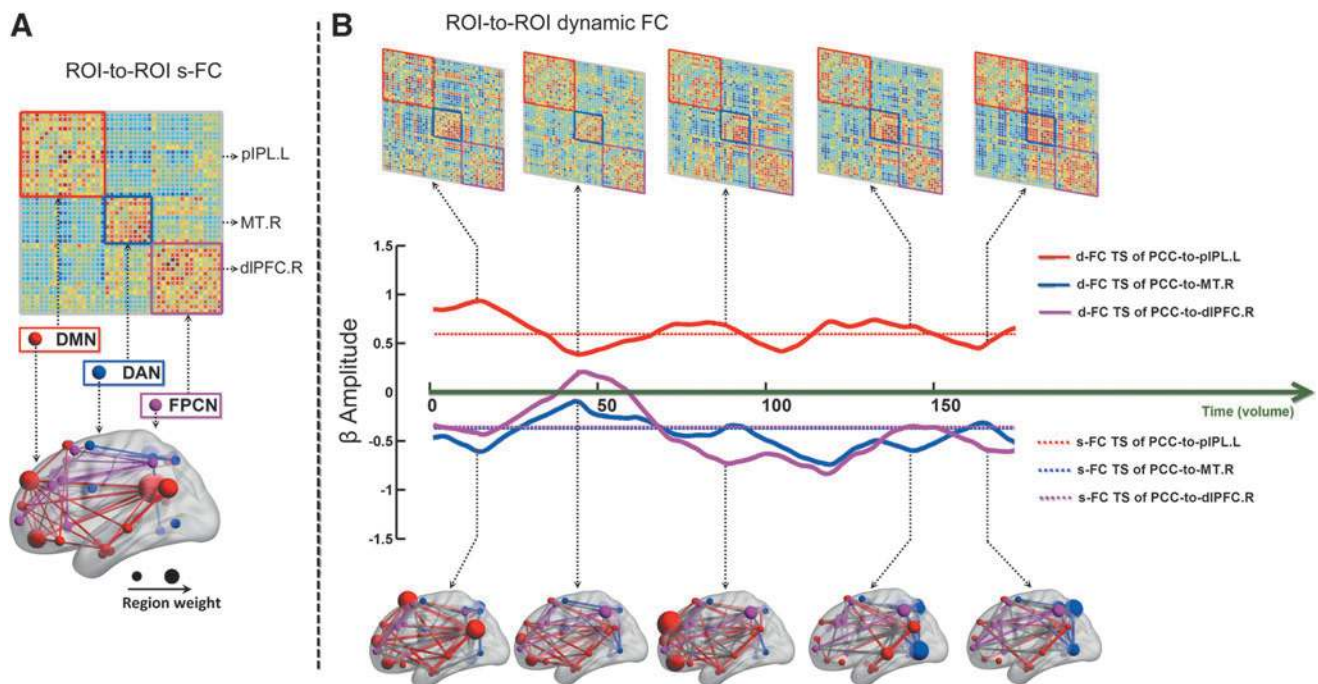 A
ROI-to-ROI s-FC
pIPL.L
MT.R
dlPFC.R
DMN
DAN
FPCN
Region weight
B
ROI-to-ROI dynamic FC
1.5
1
0.5
0
-0.5
-1
-1.5
β Amplitude
0
50
100
150
Time (volume)
d-FC TS of PCC-to-pIPL.L
d-FC TS of PCC-to-MT.R
d-FC TS of PCC-to-dlPFC.R
s-FC TS of PCC-to-pIPL.L
s-FC TS of PCC-to-MT.R
s-FC TS of PCC-to-dlPFC.R